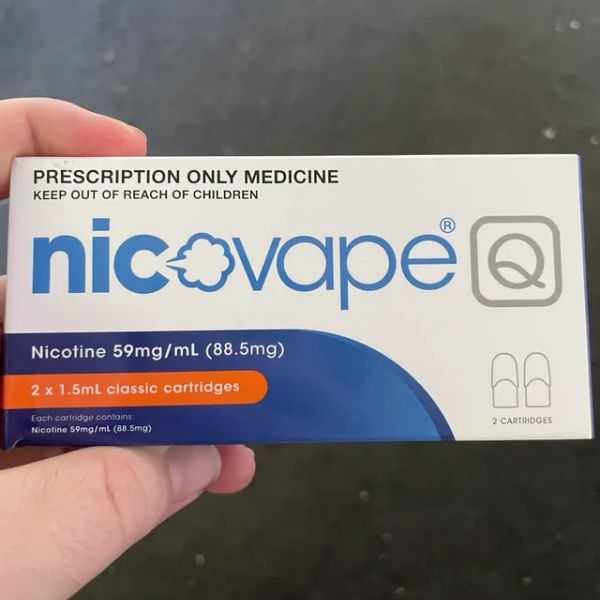 PRESCRIPTION ONLY MEDICINE
KEEP OUT OF REACH OF CHILDREN
nicovape® Q
Nicotine 59mg/mL (88.5mg)
2 x 1.5mL classic cartridges
Each cartridge contains:
Nicotine 59mg/mL (88.5mg)
2 CARTRIDGES